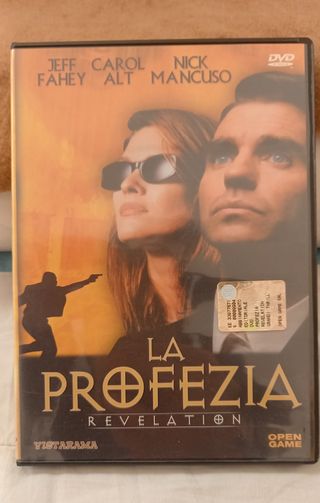 JEFF CAROL NICK
FAHEY ALT MANCUSO
DVD
LA
PROFEZIA
REVELATION
VISTARAMA
OPEN
GAME